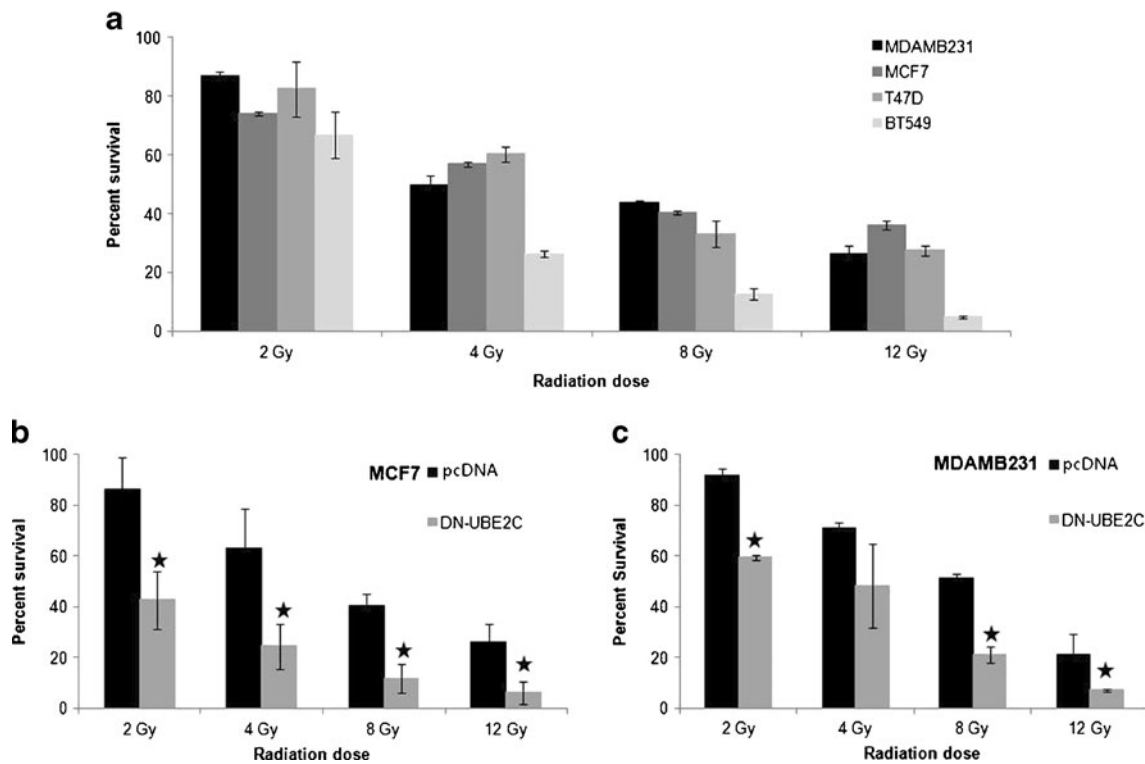 a
100
80
60
40
20
0
Percent survival
MDAMB231
MCF7
T47D
BT549
2 Gy 4 Gy 8 Gy 12 Gy
Radiation dose
b
100
80
60
40
20
0
Percent survival
MCF7
pcDNA
DN-UBE2C
2 Gy 4 Gy 8 Gy 12 Gy
Radiation dose
c
100
80
60
40
20
0
Percent Survival
MDAMB231
pcDNA
DN-UBE2C
2 Gy 4 Gy 8 Gy 12 Gy
Radiation dose